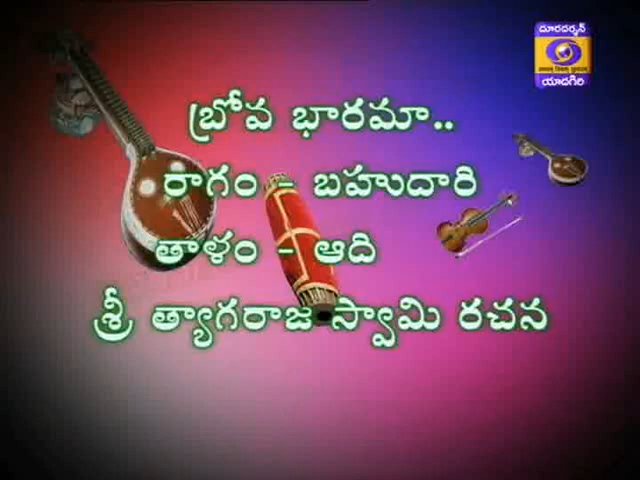 దూరదర్శన్
యాదగిరి
బ్రోవ భారమా..
రాగం - బహుదారి
తాళం - ఆది
శ్రీ త్యాగరాజ స్వామి రచన